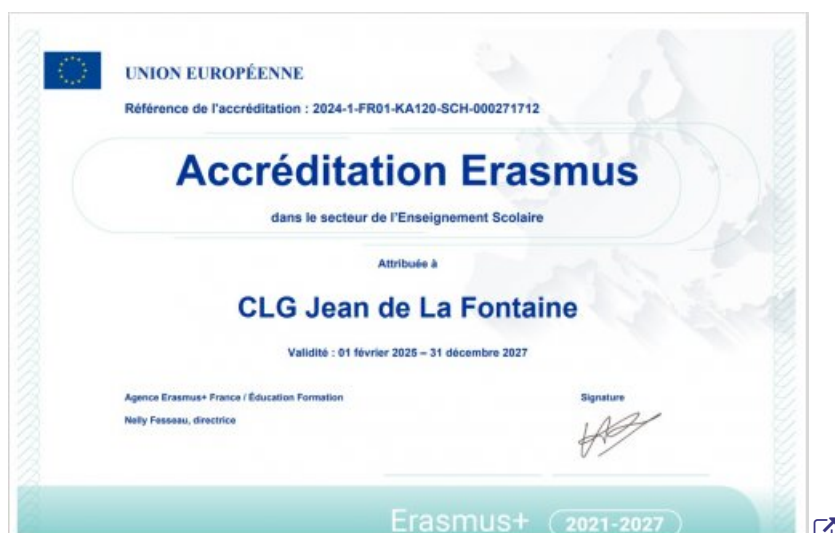 UNION EUROPÉENNE
Référence de l'accréditation : 2024-1-FR01-KA120-SCH-000271712
Accréditation Erasmus
dans le secteur de l'Enseignement Scolaire
Attribuée à
CLG Jean de La Fontaine
Validité : 01 février 2025 – 31 décembre 2027
Agence Erasmus+ France / Éducation Formation
Signature
Nelly Fesseau, directrice
Erasmus+ 2021-2027